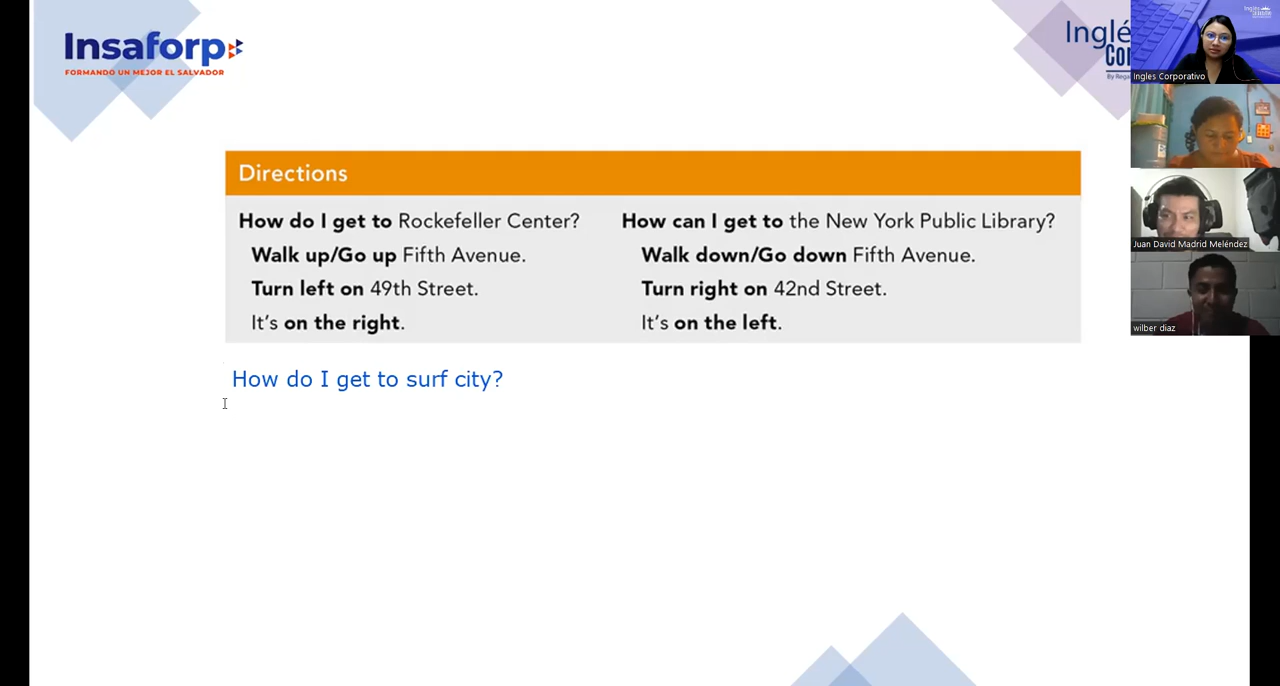 Insaforp
FORMANDO UN MEJOR EL SALVADOR
Inglé
Cor
Directions
How do I get to Rockefeller Center?
Walk up/Go up Fifth Avenue.
Turn left on 49th Street.
It's on the right.
How can I get to the New York Public Library?
Walk down/Go down Fifth Avenue.
Turn right on 42nd Street.
It's on the left.
How do I get to surf city?
Ingles Corporativo
Juan David Madrid Meléndez
wilber diaz